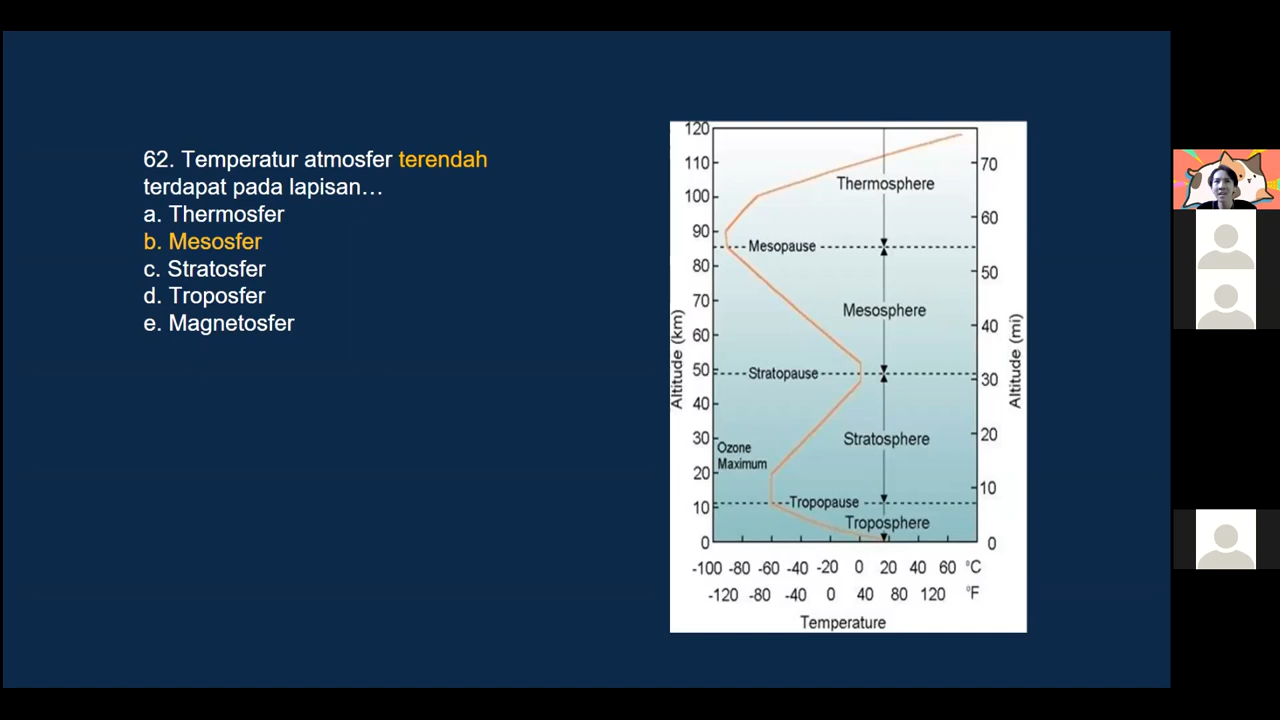 62. Temperatur atmosfer terendah
terdapat pada lapisan…
a. Thermosfer
b. Mesosfer
c. Stratosfer
d. Troposfer
e. Magnetosfer
120
110
100
90
80
70
60
50
40
30
20
10
0
Altitude (km)
Thermosphere
Mesopause
Mesosphere
Stratopause
Stratosphere
Ozone
Maximum
Tropopause
Troposphere
70
60
50
40
30
20
10
0
Altitude (mi)
-100 -80 -60 -40 -20 0 20 40 60 °C
-120 -80 -40 0 40 80 120 °F
Temperature